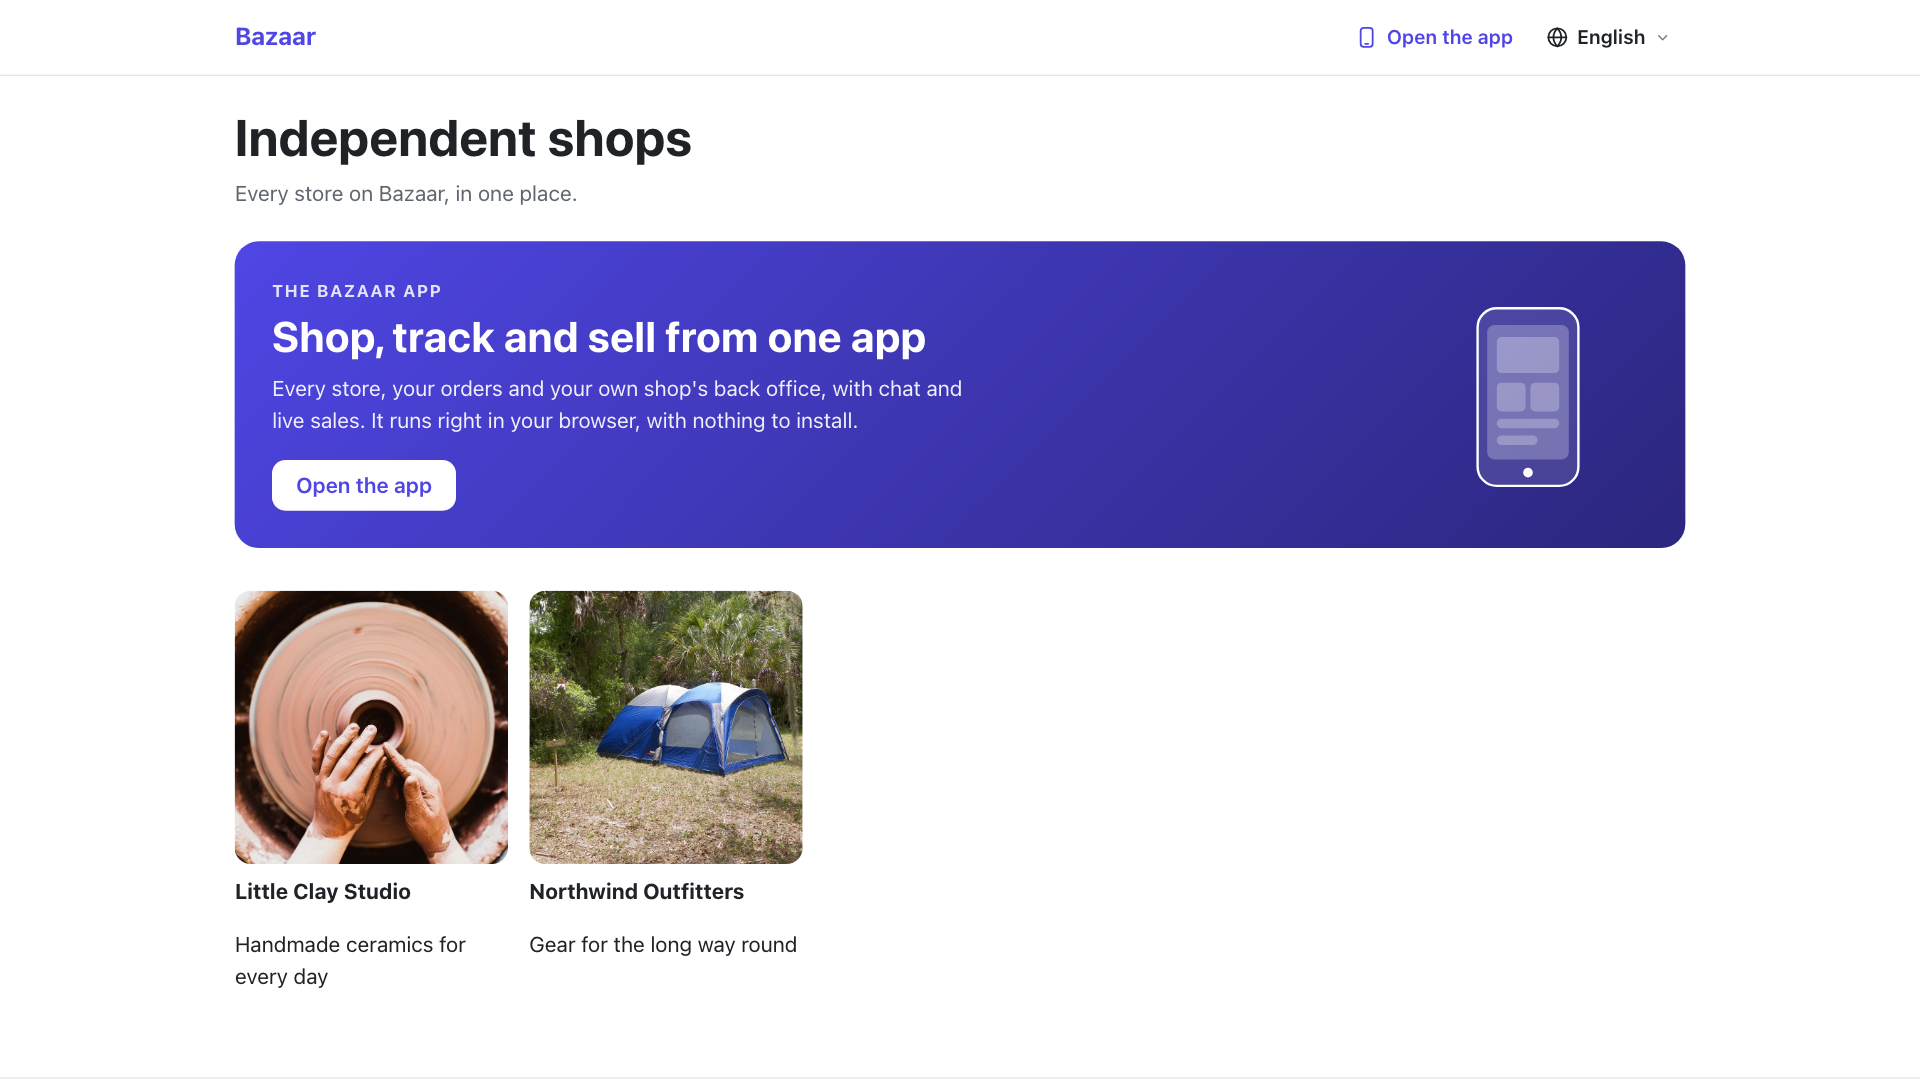 Bazaar
Open the app
English
Independent shops
Every store on Bazaar, in one place.
THE BAZAAR APP
Shop, track and sell from one app
Every store, your orders and your own shop's back office, with chat and
live sales. It runs right in your browser, with nothing to install.
Open the app
Little Clay Studio
Handmade ceramics for
every day
Northwind Outfitters
Gear for the long way round